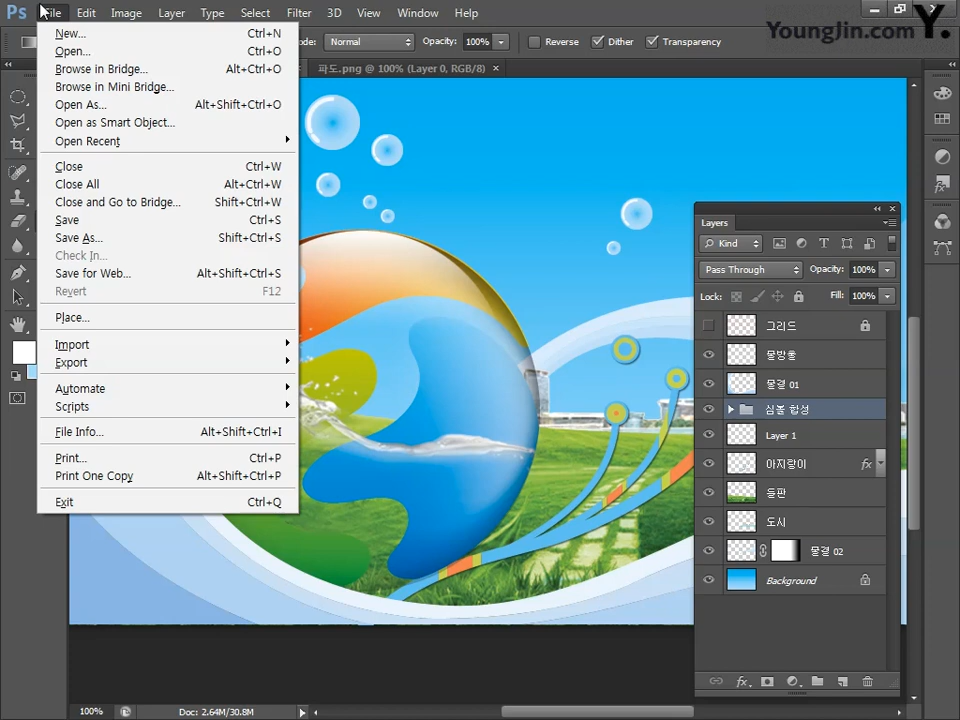 Ps File Edit Image Layer Type Select Filter 3D View Window Help
YoungJin.com Y.
Normal Opacity: 100% Reverse Dither Transparency
파도.png @ 100% (Layer 0, RGB/8) ×
New... Ctrl+N
Open... Ctrl+O
Browse in Bridge... Alt+Ctrl+O
Browse in Mini Bridge...
Open As... Alt+Shift+Ctrl+O
Open as Smart Object...
Open Recent
Close Ctrl+W
Close All Alt+Ctrl+W
Close and Go to Bridge... Shift+Ctrl+W
Save Ctrl+S
Save As... Shift+Ctrl+S
Check In...
Save for Web... Alt+Shift+Ctrl+S
Revert F12
Place...
Import
Export
Automate
Scripts
File Info... Alt+Shift+Ctrl+I
Print... Ctrl+P
Print One Copy Alt+Shift+Ctrl+P
Exit Ctrl+Q
Layers
Kind
Pass Through Opacity: 100%
Lock: Fill: 100%
그리드
물방울
물결 01
심볼 합성
Layer 1
아지랑이 fx
들판
도시
물결 02
Background
fx
100% Doc: 2.64M/30.8M